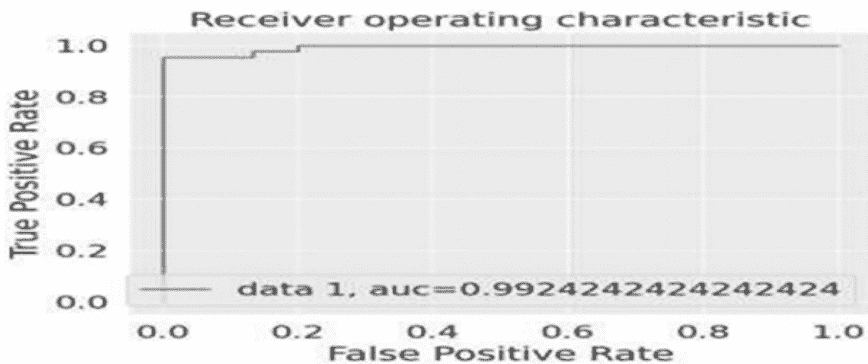 Receiver operating characteristic
True Positive Rate
1.0
0.8
0.6
0.4
0.2
0.0
data 1, auc=0.9924242424242424
0.0 0.2 0.4 0.6 0.8 1.0
False Positive Rate